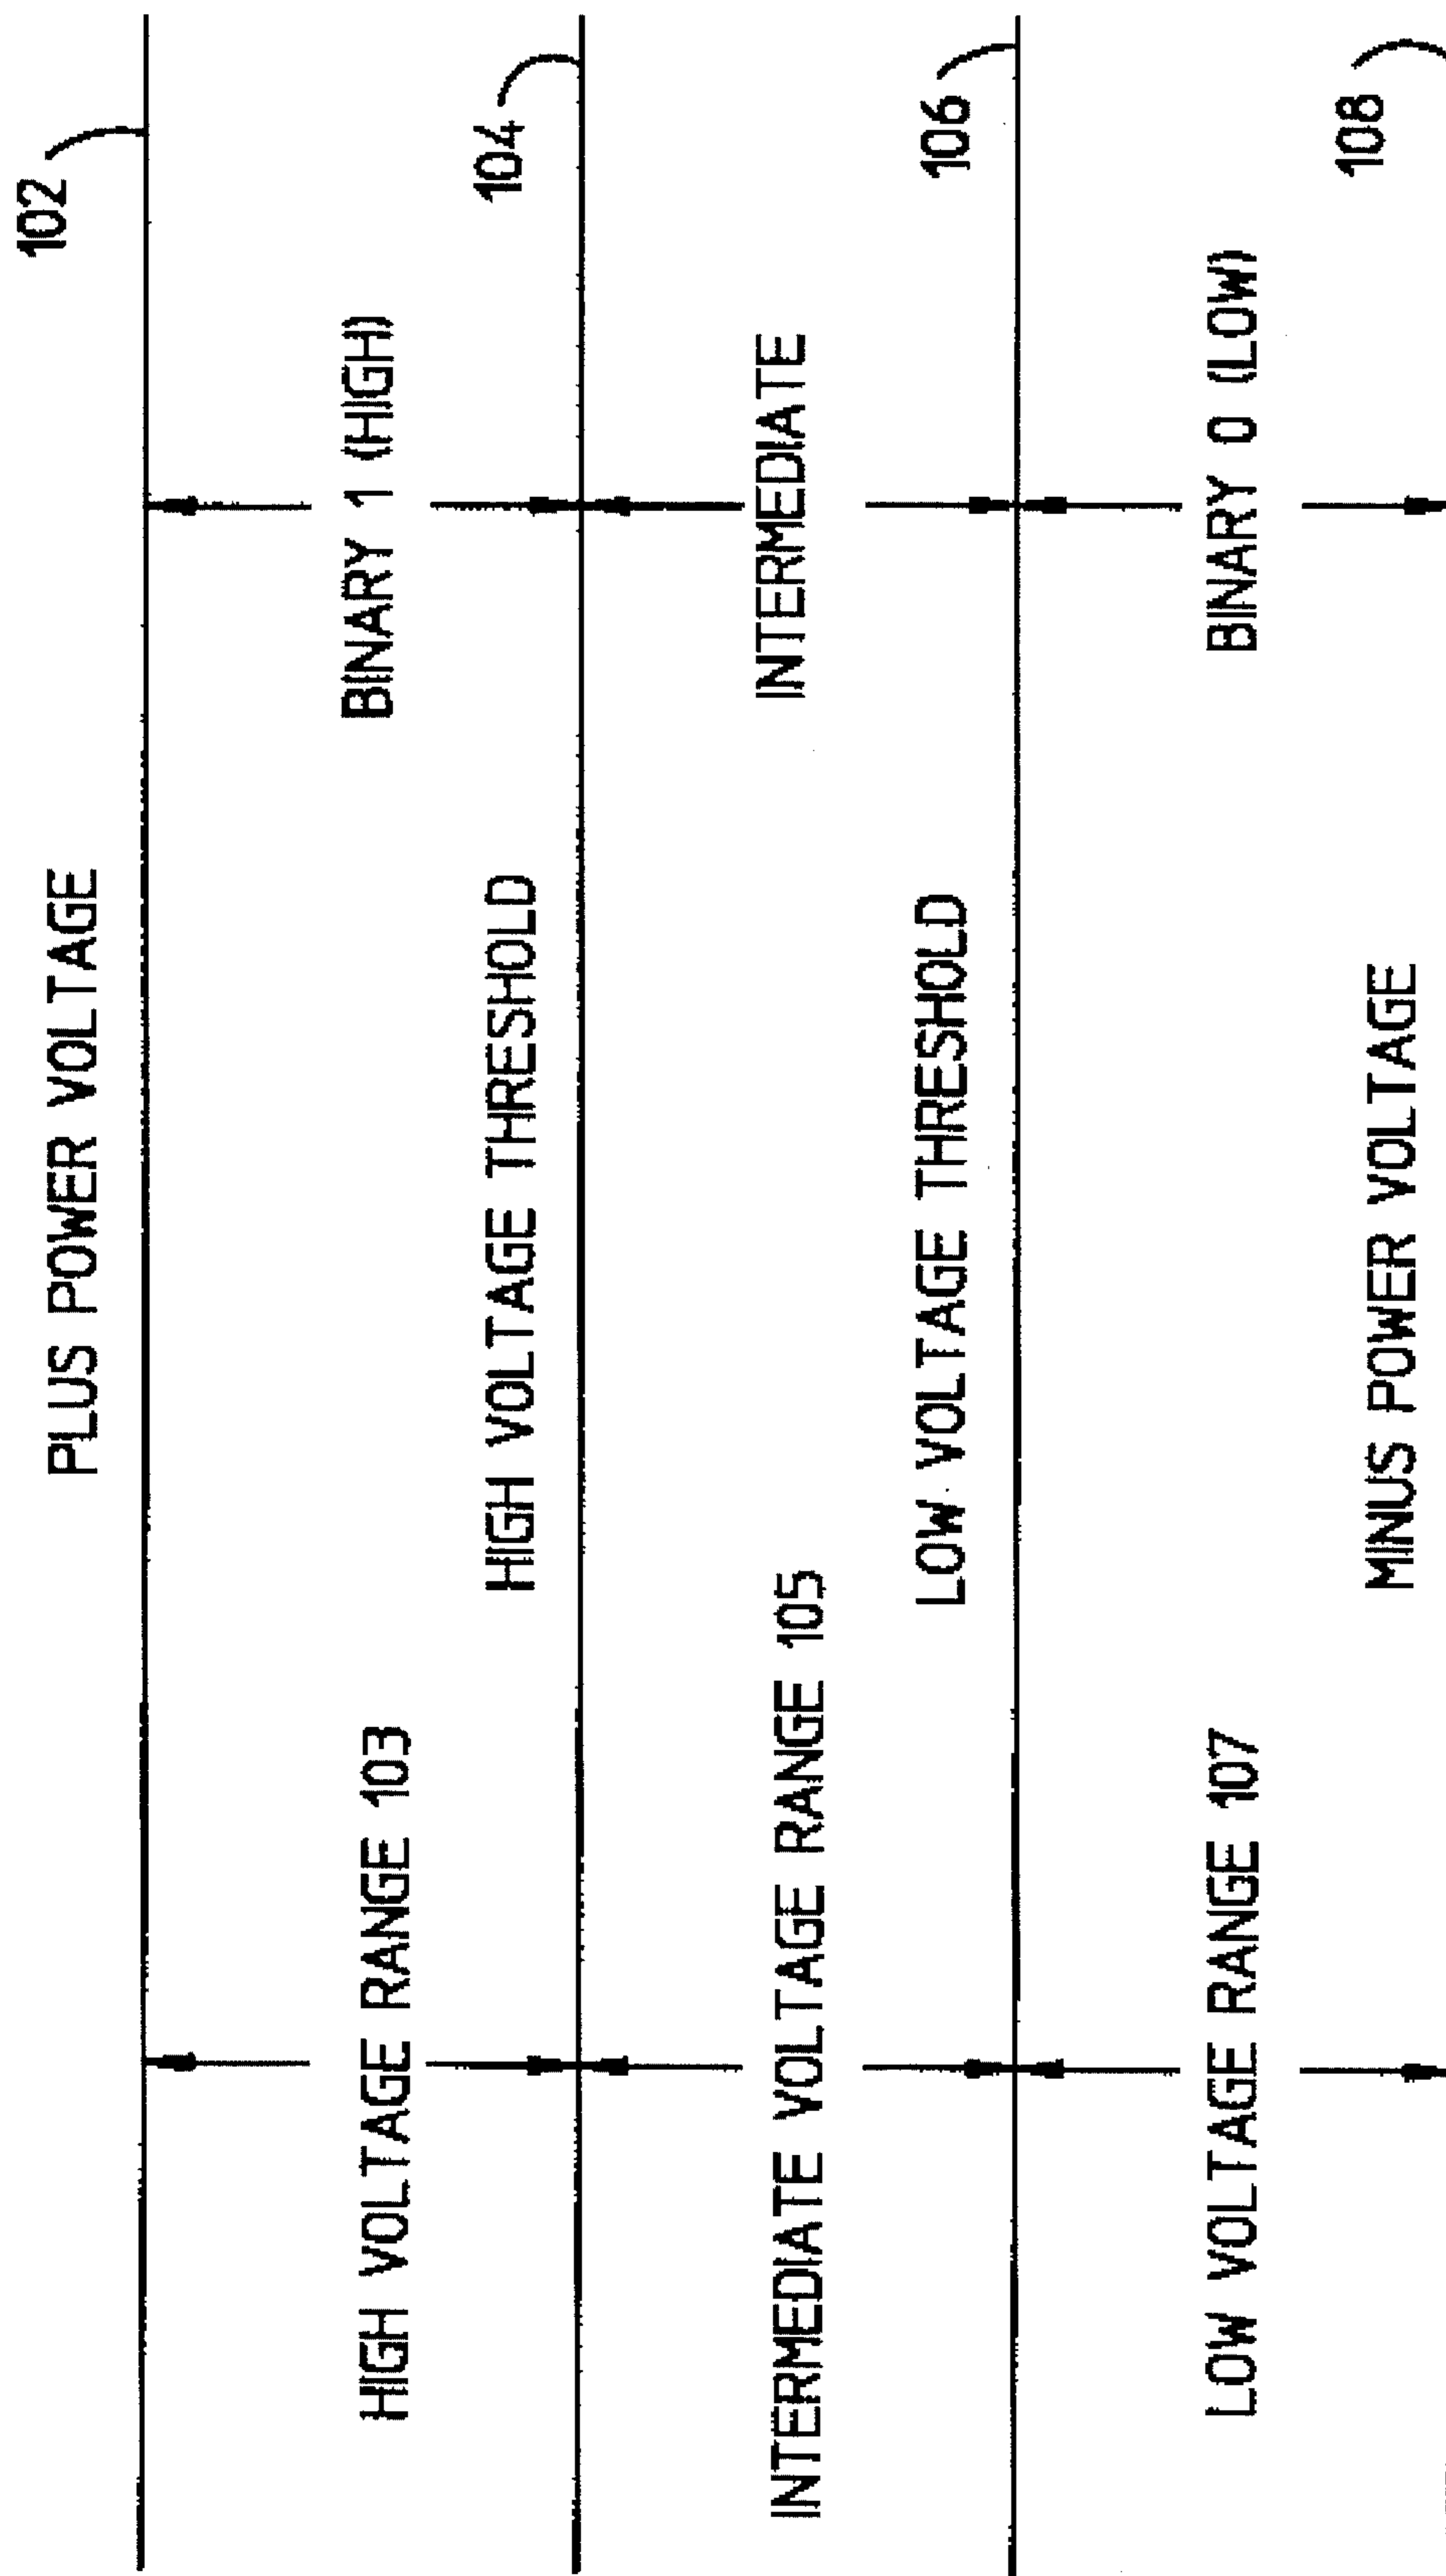 PLUS POWER VOLTAGE
102
HIGH VOLTAGE RANGE 103
BINARY 1 (HIGH)
HIGH VOLTAGE THRESHOLD
104
INTERMEDIATE VOLTAGE RANGE 105
INTERMEDIATE
LOW VOLTAGE THRESHOLD
106
LOW VOLTAGE RANGE 107
BINARY 0 (LOW)
MINUS POWER VOLTAGE
108